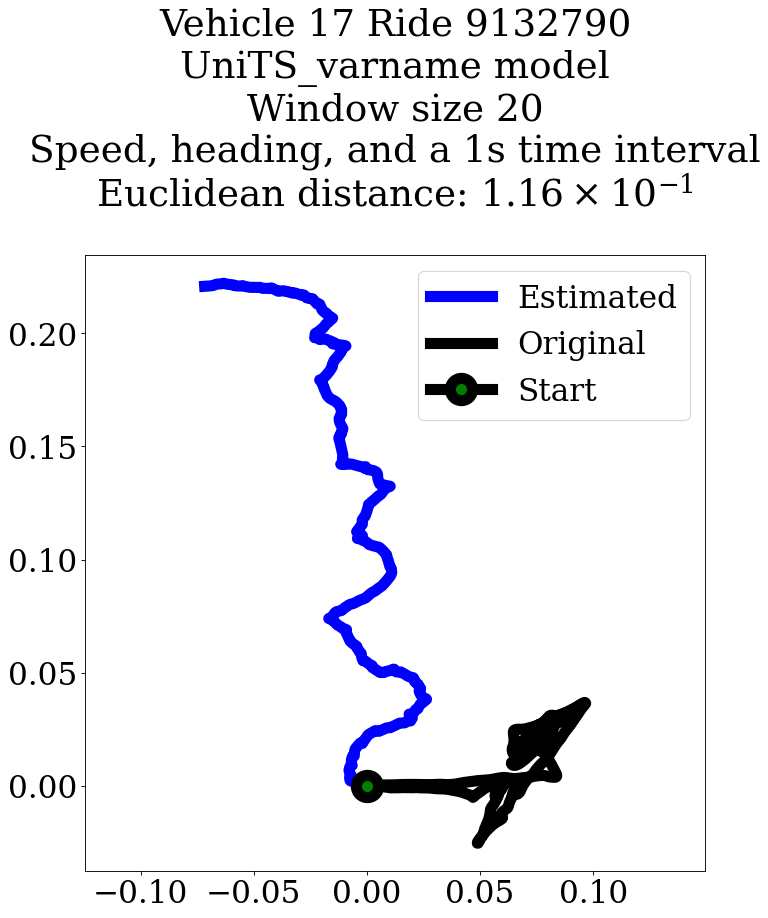 Vehicle 17 Ride 9132790
UniTS_varname model
Window size 20
Speed, heading, and a 1s time interval
Euclidean distance: 1.16 × 10⁻¹
Estimated
Original
Start
0.20
0.15
0.10
0.05
0.00
−0.10 −0.05 0.00 0.05 0.10